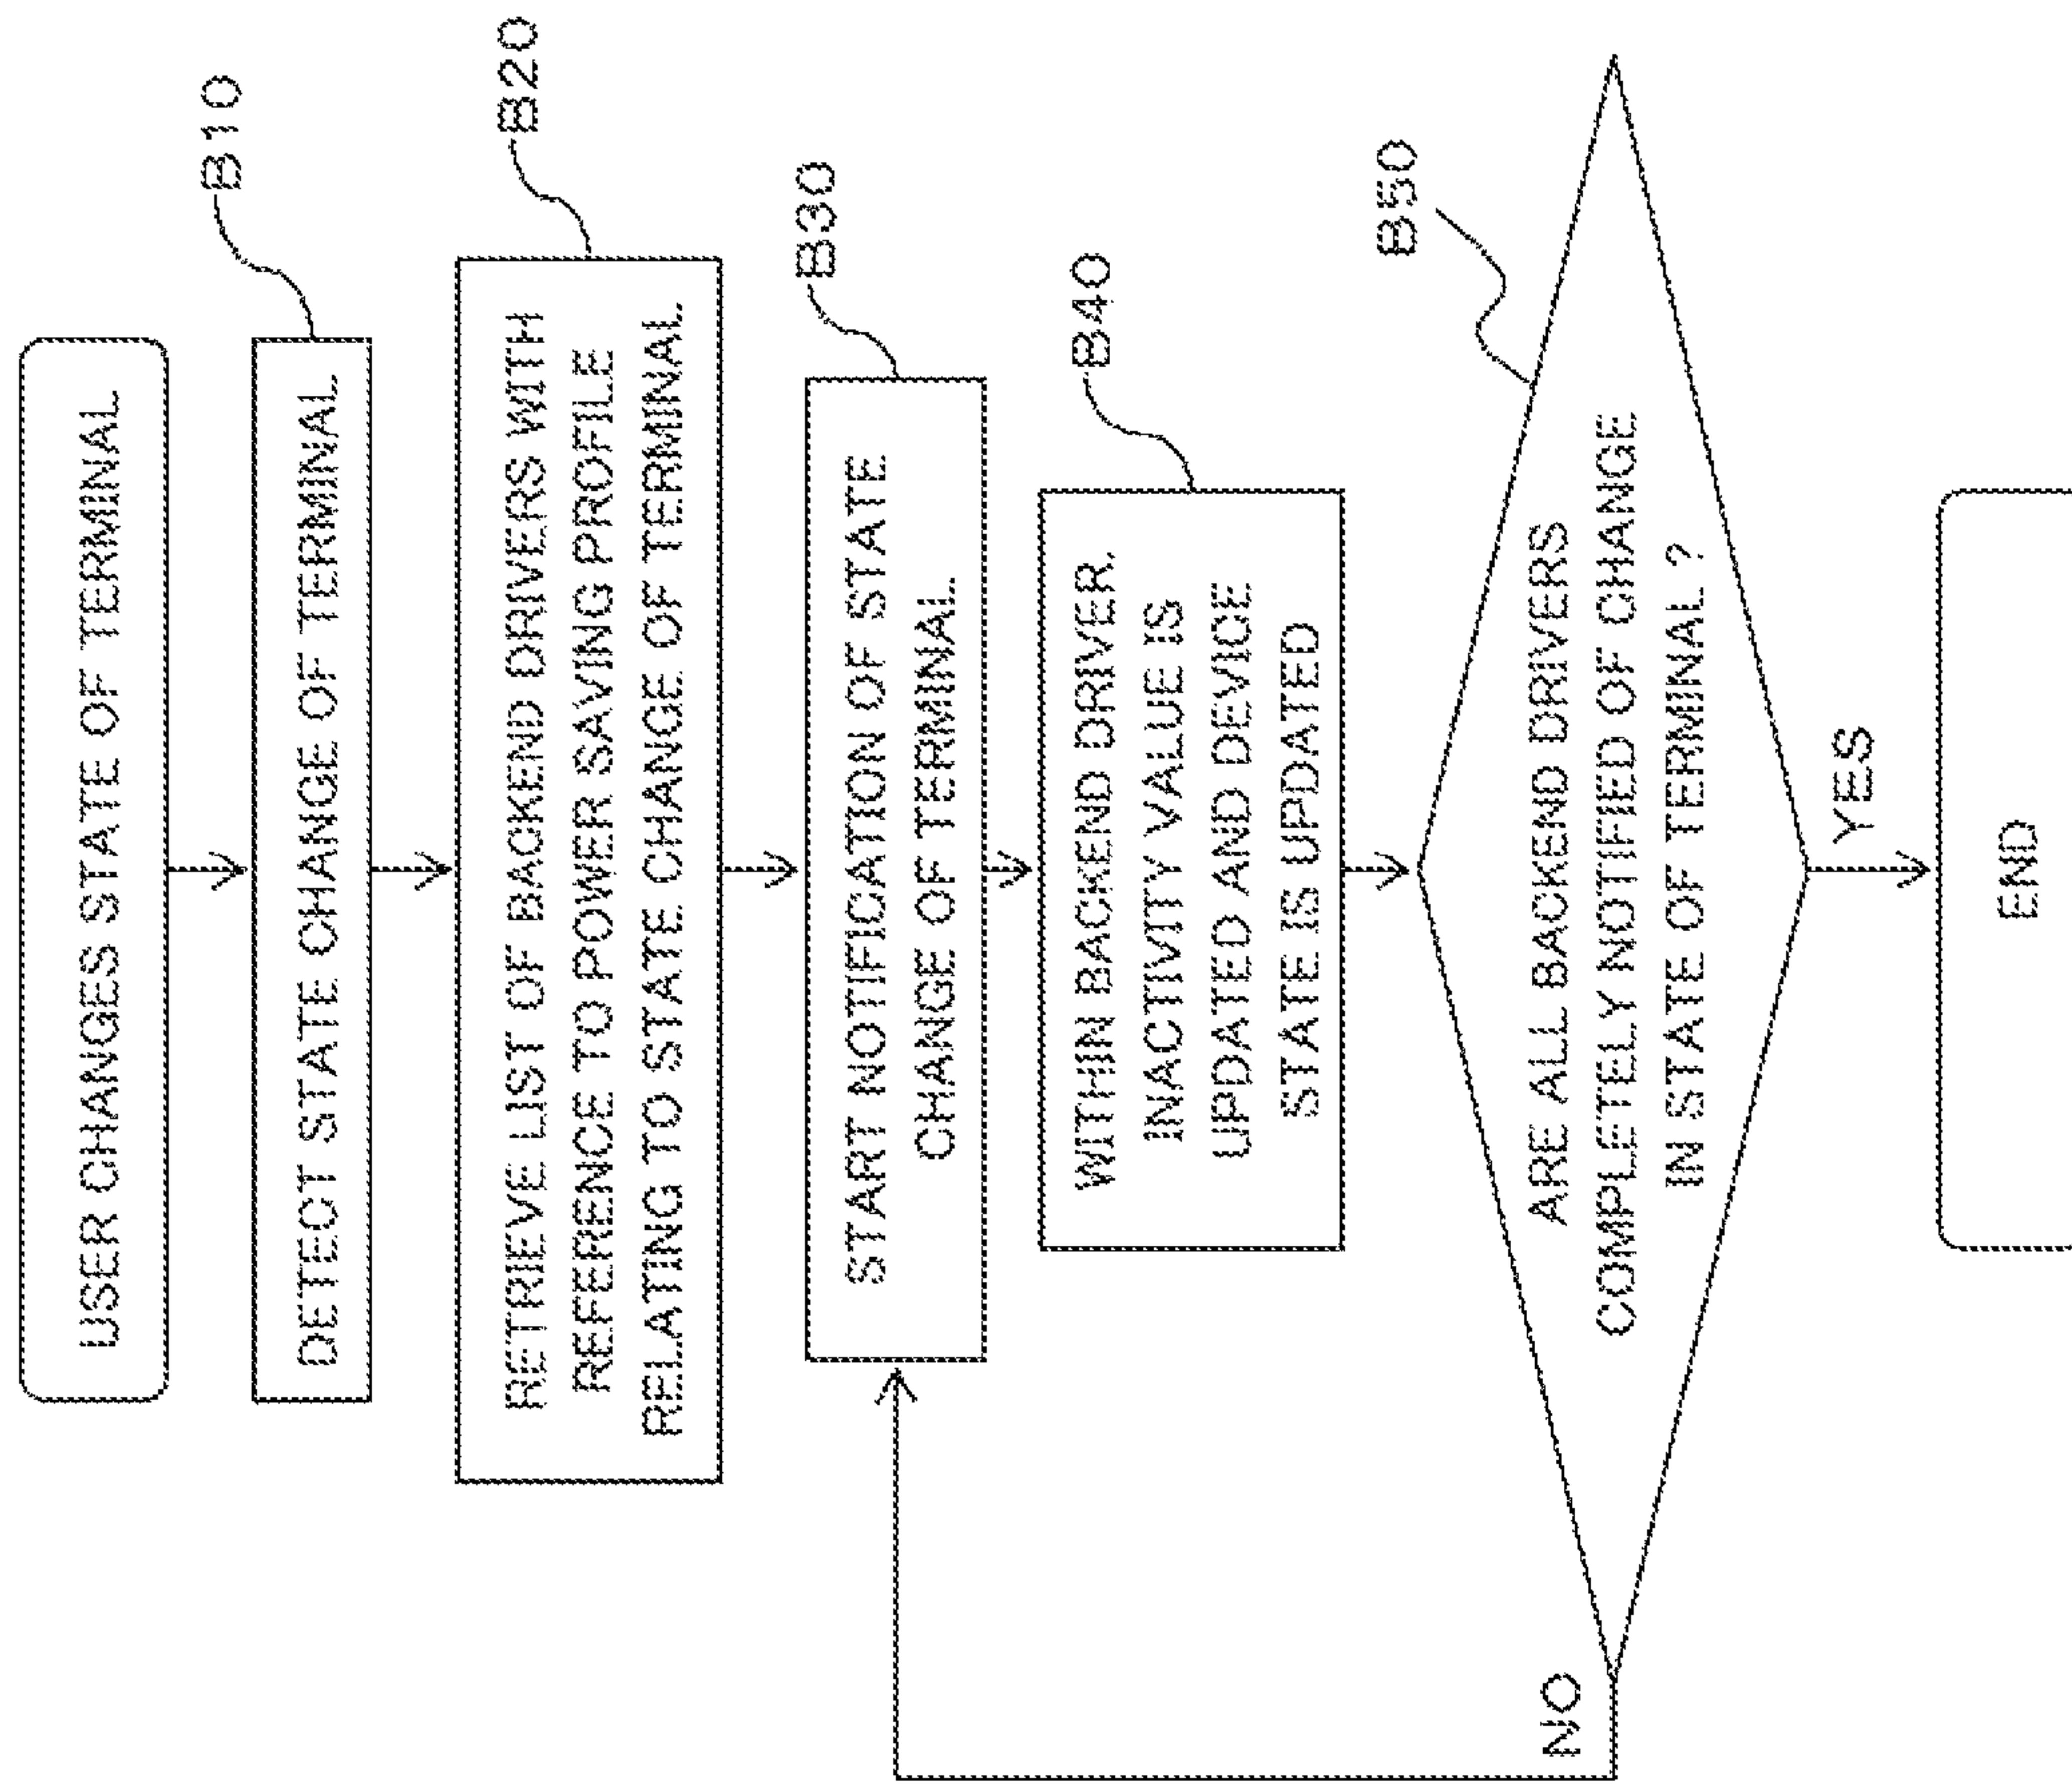 USER CHANGES STATE OF TERMINAL
B10
DETECT STATE CHANGE OF TERMINAL
B20
RETRIEVE LIST OF BACKEND DRIVERS WITH
REFERENCE TO POWER SAVING PROFILE
RELATING TO STATE CHANGE OF TERMINAL
B30
START NOTIFICATION OF STATE
CHANGE OF TERMINAL
B40
WITHIN BACKEND DRIVER,
INACTIVITY VALUE IS
UPDATED AND DEVICE
STATE IS UPDATED
B50
ARE ALL BACKEND DRIVERS
COMPLETELY NOTIFIED OF CHANGE
IN STATE OF TERMINAL ?
NO
YES
END